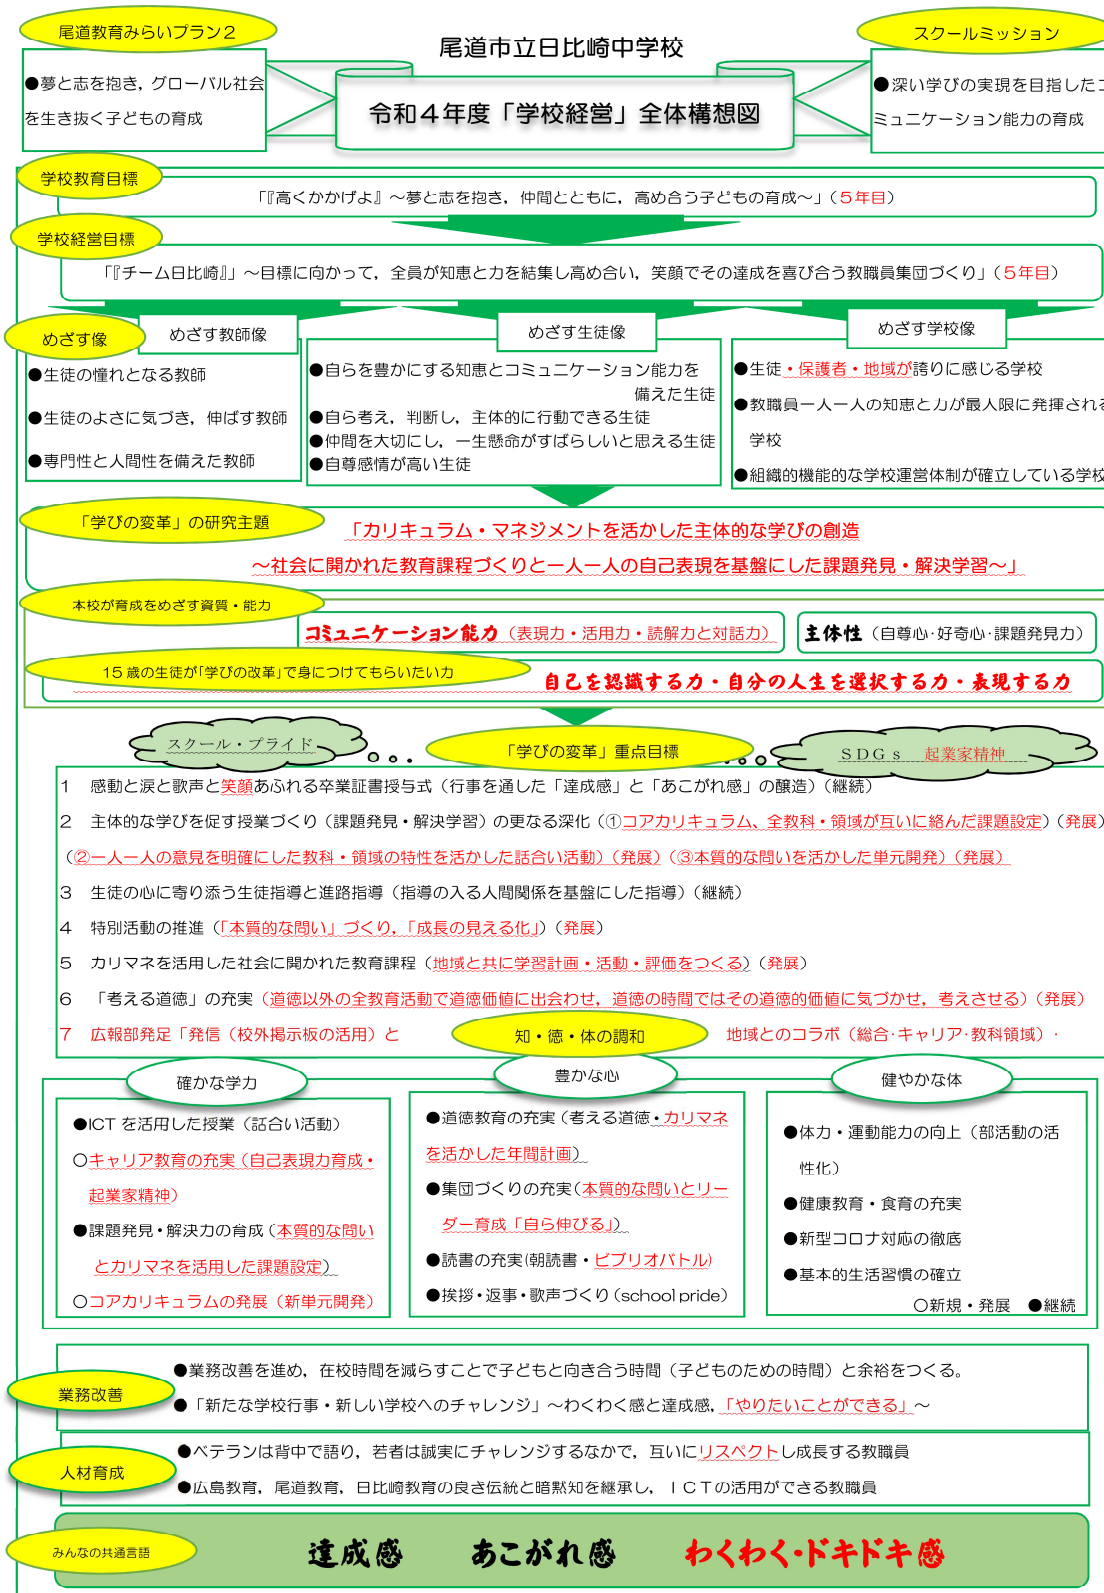 尾道教育みらいプラン２
●夢と志を抱き，グローバル社会
を生き抜く子どもの育成
尾道市立日比崎中学校
令和４年度「学校経営」全体構想図
スクールミッション
●深い学びの実現を目指したコ
ミュニケーション能力の育成
学校教育目標
「『高くかかげよ』～夢と志を抱き，仲間とともに，高め合う子どもの育成～」（５年目）
学校経営目標
「『チーム日比崎』」～目標に向かって，全員が知恵と力を結集し高め合い，笑顔でその達成を喜び合う教職員集団づくり」（５年目）
めざす像
めざす教師像
●生徒の憧れとなる教師
●生徒のよさに気づき，伸ばす教師
●専門性と人間性を備えた教師
めざす生徒像
●自らを豊かにする知恵とコミュニケーション能力を
備えた生徒
●自ら考え，判断し，主体的に行動できる生徒
●仲間を大切にし，一生懸命がすばらしいと思える生徒
●自尊感情が高い生徒
めざす学校像
●生徒・保護者・地域が誇りに感じる学校
●教職員一人一人の知恵と力が最大限に発揮される
学校
●組織的機能的な学校運営体制が確立している学校
「学びの変革」の研究主題
「カリキュラム・マネジメントを活かした主体的な学びの創造
～社会に開かれた教育課程づくりと一人一人の自己表現を基盤にした課題発見・解決学習～」
本校が育成をめざす資質・能力
コミュニケーション能力（表現力・活用力・読解力と対話力）
主体性（自尊心・好奇心・課題発見力）
15歳の生徒が「学びの改革」で身につけてもらいたい力
自己を認識する力・自分の人生を選択する力・表現する力
スクール・プライド
「学びの変革」重点目標
ＳＤＧｓ　起業家精神
１　感動と涙と歌声と笑顔あふれる卒業証書授与式（行事を通した「達成感」と「あこがれ感」の醸造）（継続）
２　主体的な学びを促す授業づくり（課題発見・解決学習）の更なる深化（①コアカリキュラム、全教科・領域が互いに絡んだ課題設定）（発展）
（②一人一人の意見を明確にした教科・領域の特性を活かした話合い活動）（発展）（③本質的な問いを活かした単元開発）（発展）
３　生徒の心に寄り添う生徒指導と進路指導（指導の入る人間関係を基盤にした指導）（継続）
４　特別活動の推進（「本質的な問い」づくり，「成長の見える化」）（発展）
５　カリマネを活用した社会に開かれた教育課程（地域と共に学習計画・活動・評価をつくる）（発展）
６　「考える道徳」の充実（道徳以外の全教育活動で道徳価値に出会わせ，道徳の時間ではその道徳的価値に気づかせ，考えさせる）（発展）
７　広報部発足「発信（校外掲示板の活用）と
地域とのコラボ（総合・キャリア・教科領域）・
知・徳・体の調和
確かな学力
●ICT を活用した授業（話合い活動）
○キャリア教育の充実（自己表現力育成・
起業家精神）
●課題発見・解決力の育成（本質的な問い
とカリマネを活用した課題設定）
○コアカリキュラムの発展（新単元開発）
豊かな心
●道徳教育の充実（考える道徳・カリマネ
を活かした年間計画）
●集団づくりの充実（本質的な問いとリー
ダー育成「自ら伸びる」）
●読書の充実(朝読書・ビブリオバトル)
●挨拶・返事・歌声づくり（school pride）
健やかな体
●体力・運動能力の向上（部活動の活
性化）
●健康教育・食育の充実
●新型コロナ対応の徹底
●基本的生活習慣の確立
○新規・発展　●継続
業務改善
●業務改善を進め，在校時間を減らすことで子どもと向き合う時間（子どものための時間）と余裕をつくる。
●「新たな学校行事・新しい学校へのチャレンジ」～わくわく感と達成感，「やりたいことができる」～
人材育成
●ベテランは背中で語り，若者は誠実にチャレンジするなかで，互いにリスペクトし成長する教職員
●広島教育，尾道教育，日比崎教育の良き伝統と暗黙知を継承し，ＩＣＴの活用ができる教職員
みんなの共通言語
達成感　あこがれ感　わくわく・ドキドキ感